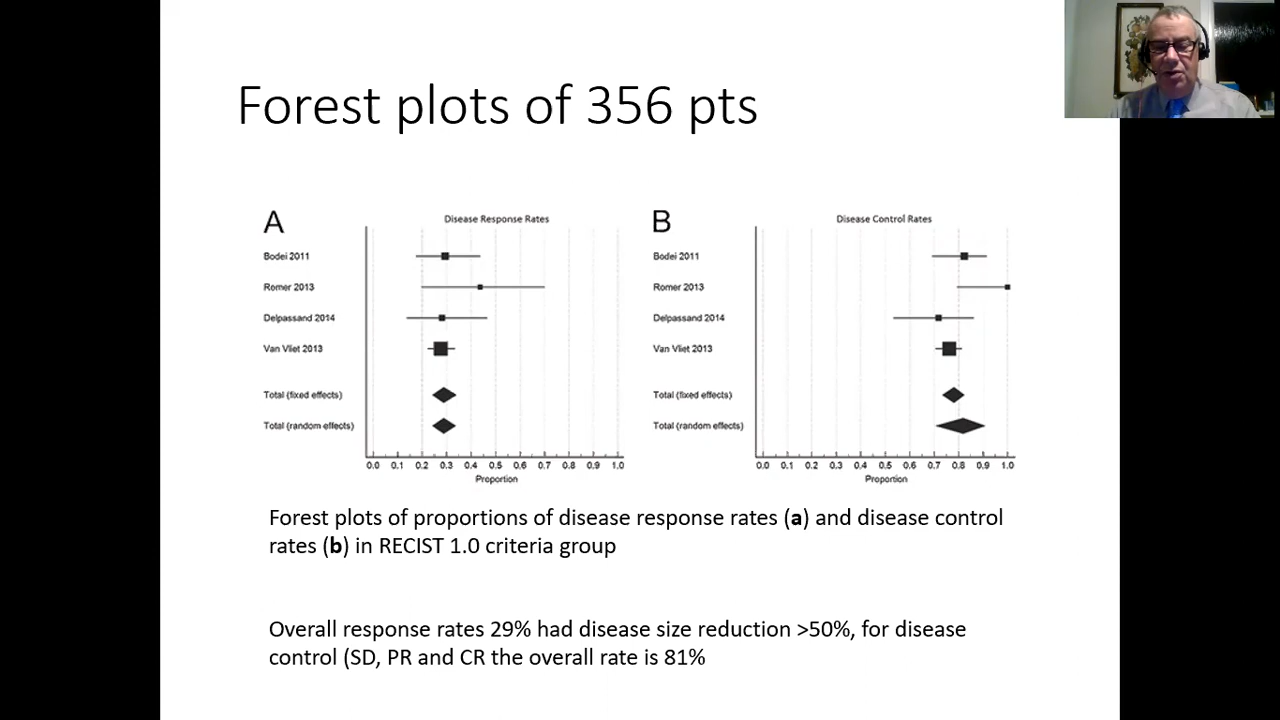 Forest plots of 356 pts
A
Disease Response Rates
Bodei 2011
Romer 2013
Delpassand 2014
Van Vliet 2013
Total (fixed effects)
Total (random effects)
0.0 0.1 0.2 0.3 0.4 0.5 0.6 0.7 0.8 0.9 1.0
Proportion
B
Disease Control Rates
Bodei 2011
Romer 2013
Delpassand 2014
Van Vliet 2013
Total (fixed effects)
Total (random effects)
0.0 0.1 0.2 0.3 0.4 0.5 0.6 0.7 0.8 0.9 1.0
Proportion
Forest plots of proportions of disease response rates (a) and disease control
rates (b) in RECIST 1.0 criteria group
Overall response rates 29% had disease size reduction >50%, for disease
control (SD, PR and CR the overall rate is 81%